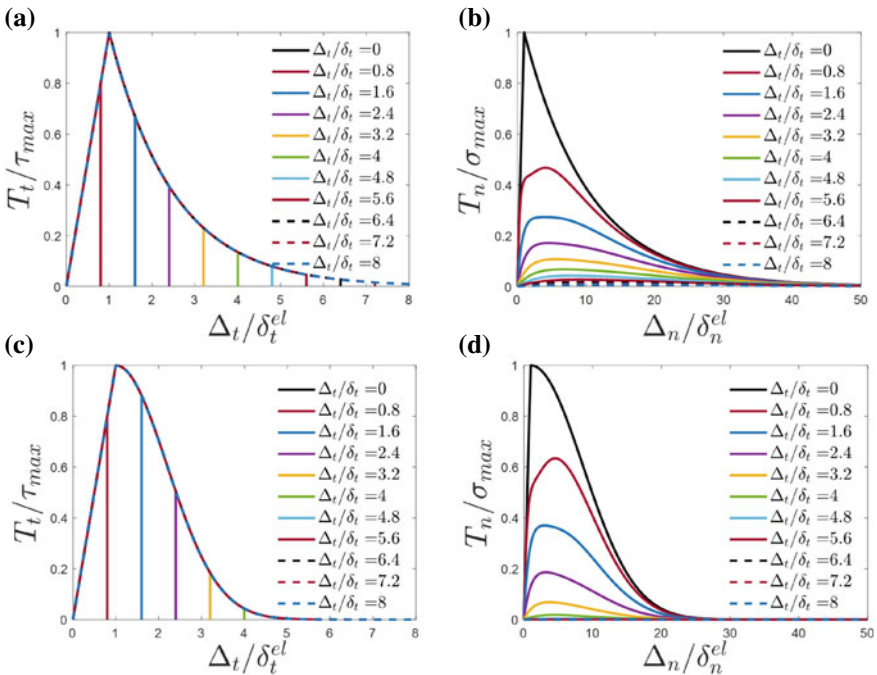 (a)
T_t/τ_max
1
0.8
0.6
0.4
0.2
0
0 1 2 3 4 5 6 7 8
Δ_t/δ_t^el
Δ_t/δ_t =0
Δ_t/δ_t =0.8
Δ_t/δ_t =1.6
Δ_t/δ_t =2.4
Δ_t/δ_t =3.2
Δ_t/δ_t =4
Δ_t/δ_t =4.8
Δ_t/δ_t =5.6
Δ_t/δ_t =6.4
Δ_t/δ_t =7.2
Δ_t/δ_t =8
(b)
T_n/σ_max
1
0.8
0.6
0.4
0.2
0
0 10 20 30 40 50
Δ_n/δ_n^el
Δ_t/δ_t =0
Δ_t/δ_t =0.8
Δ_t/δ_t =1.6
Δ_t/δ_t =2.4
Δ_t/δ_t =3.2
Δ_t/δ_t =4
Δ_t/δ_t =4.8
Δ_t/δ_t =5.6
Δ_t/δ_t =6.4
Δ_t/δ_t =7.2
Δ_t/δ_t =8
(c)
T_t/τ_max
1
0.8
0.6
0.4
0.2
0
0 1 2 3 4 5 6 7 8
Δ_t/δ_t^el
Δ_t/δ_t =0
Δ_t/δ_t =0.8
Δ_t/δ_t =1.6
Δ_t/δ_t =2.4
Δ_t/δ_t =3.2
Δ_t/δ_t =4
Δ_t/δ_t =4.8
Δ_t/δ_t =5.6
Δ_t/δ_t =6.4
Δ_t/δ_t =7.2
Δ_t/δ_t =8
(d)
T_n/σ_max
1
0.8
0.6
0.4
0.2
0
0 10 20 30 40 50
Δ_n/δ_n^el
Δ_t/δ_t =0
Δ_t/δ_t =0.8
Δ_t/δ_t =1.6
Δ_t/δ_t =2.4
Δ_t/δ_t =3.2
Δ_t/δ_t =4
Δ_t/δ_t =4.8
Δ_t/δ_t =5.6
Δ_t/δ_t =6.4
Δ_t/δ_t =7.2
Δ_t/δ_t =8